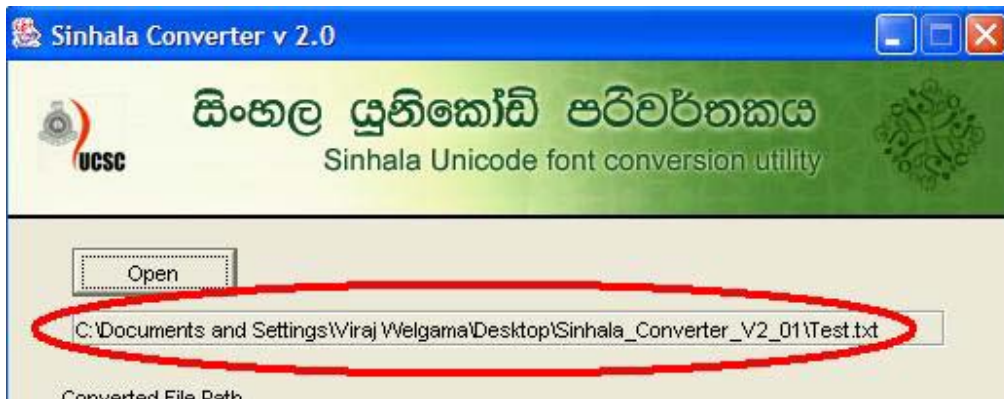 Sinhala Converter v 2.0
සිංහල යුනිකෝඩ් පරිවර්තකය
UCSC
Sinhala Unicode font conversion utility
Open
C:\Documents and Settings\Viraj Welgama\Desktop\Sinhala_Converter_V2_01\Test.txt
Converted File Path